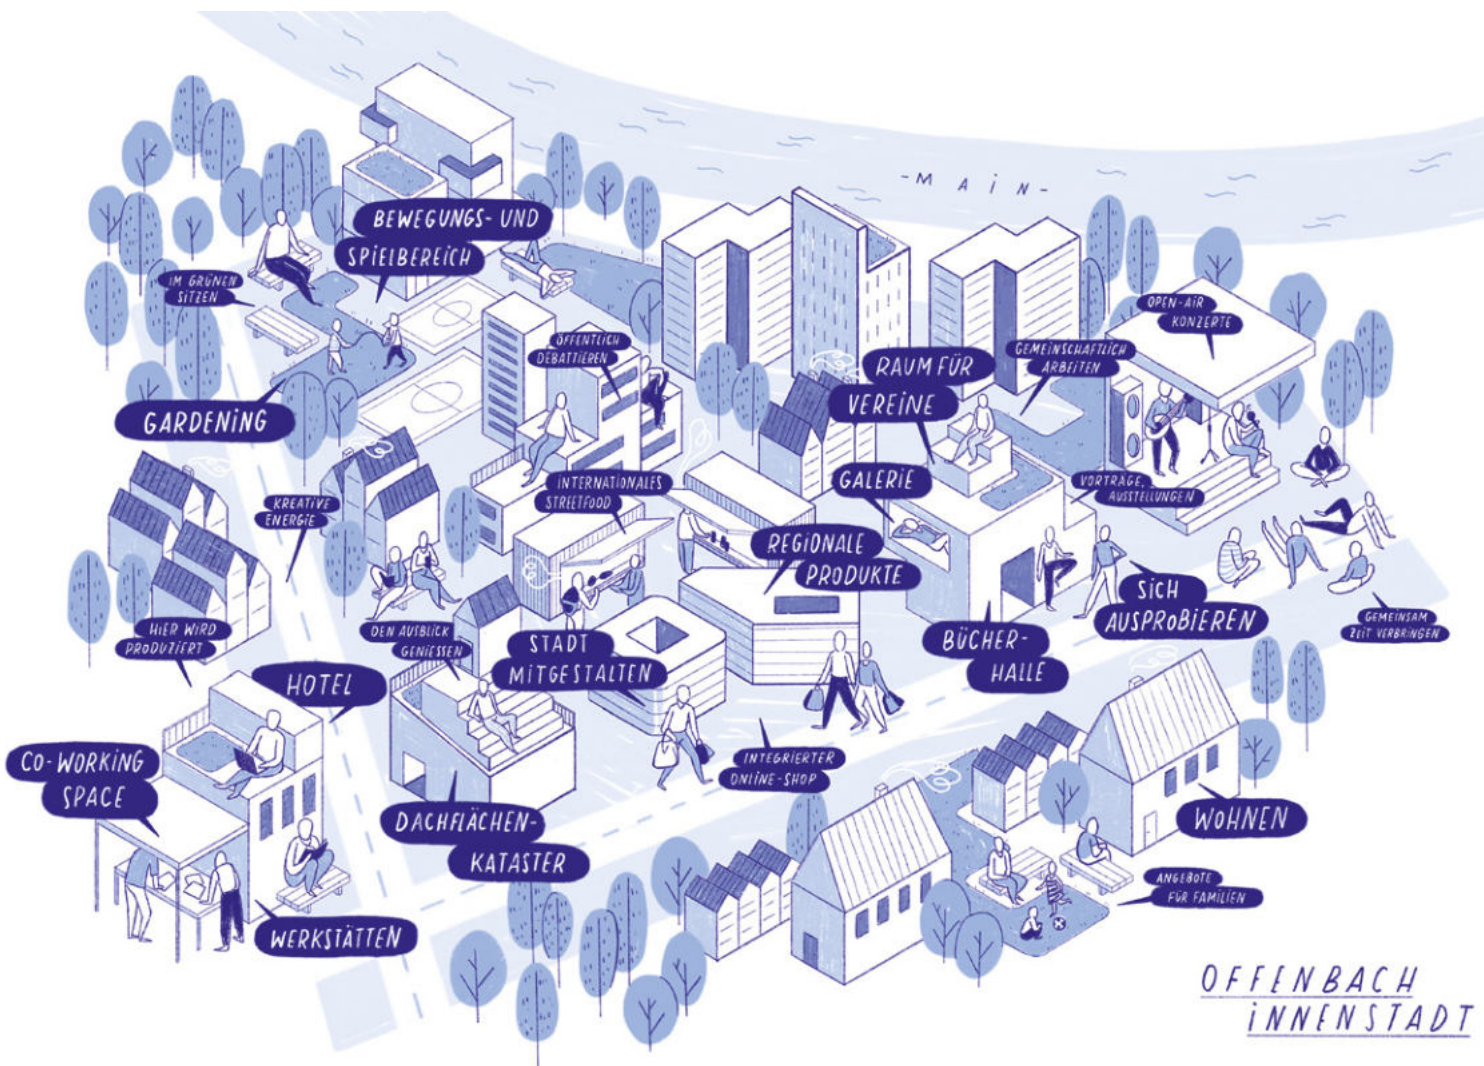 -MAIN-
BEWEGUNGS- UND
SPIELBEREICH
IM GRÜNEN
SITZEN
OPEN-AIR
KONZERTE
ÖFFENTLICH
DEBATTIEREN
GEMEINSCHAFTLICH
ARBEITEN
RAUM FÜR
VEREINE
GARDENING
INTERNATIONALES
STREETFOOD
GALERIE
VORTRÄGE,
AUSSTELLUNGEN
KREATIVE
ENERGIE
REGIONALE
PRODUKTE
SICH
AUSPROBIEREN
HIER WIRD
PRODUZIERT
DEN AUSBLICK
GENIESSEN
STADT
MITGESTALTEN
BÜCHER-
HALLE
GEMEINSAM
ZEIT VERBRINGEN
HOTEL
CO-WORKING
SPACE
INTEGRIERTER
ONLINE-SHOP
DACHFLÄCHEN-
KATASTER
WOHNEN
ANGEBOTE
FÜR FAMILIEN
WERKSTÄTTEN
OFFENBACH
INNENSTADT